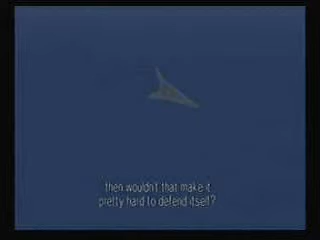 then wouldn't that make it
pretty hard to defend itself?